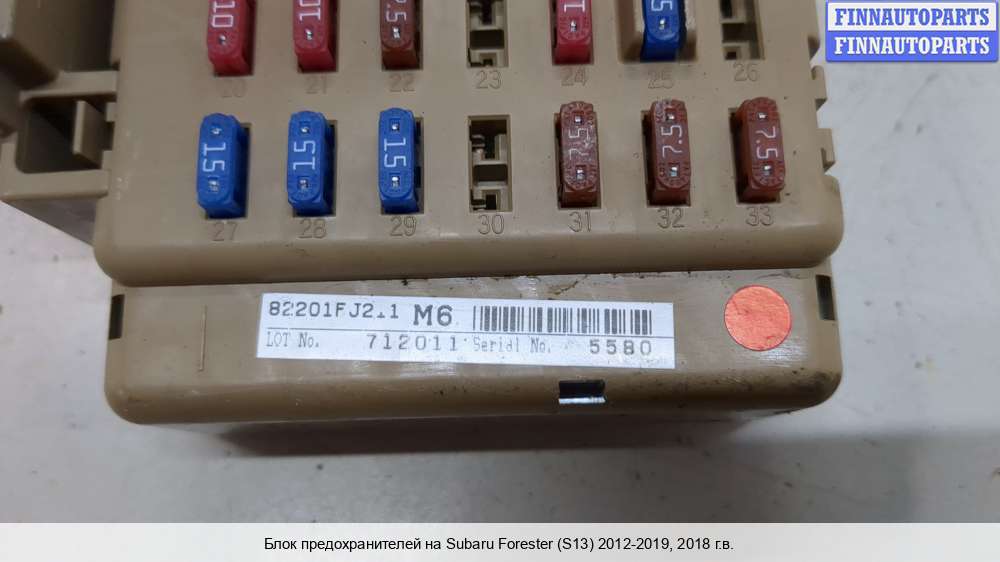 FINNAUTOPARTS
FINNAUTOPARTS
10 10 7.5
20 21 22 23 24 25 26
15 15 15 7.5 7.5 7.5
27 28 29 30 31 32 33
M6
LOT No. 712011 Serial No. 5580
Блок предохранителей на Subaru Forester (S13) 2012-2019, 2018 г.в.